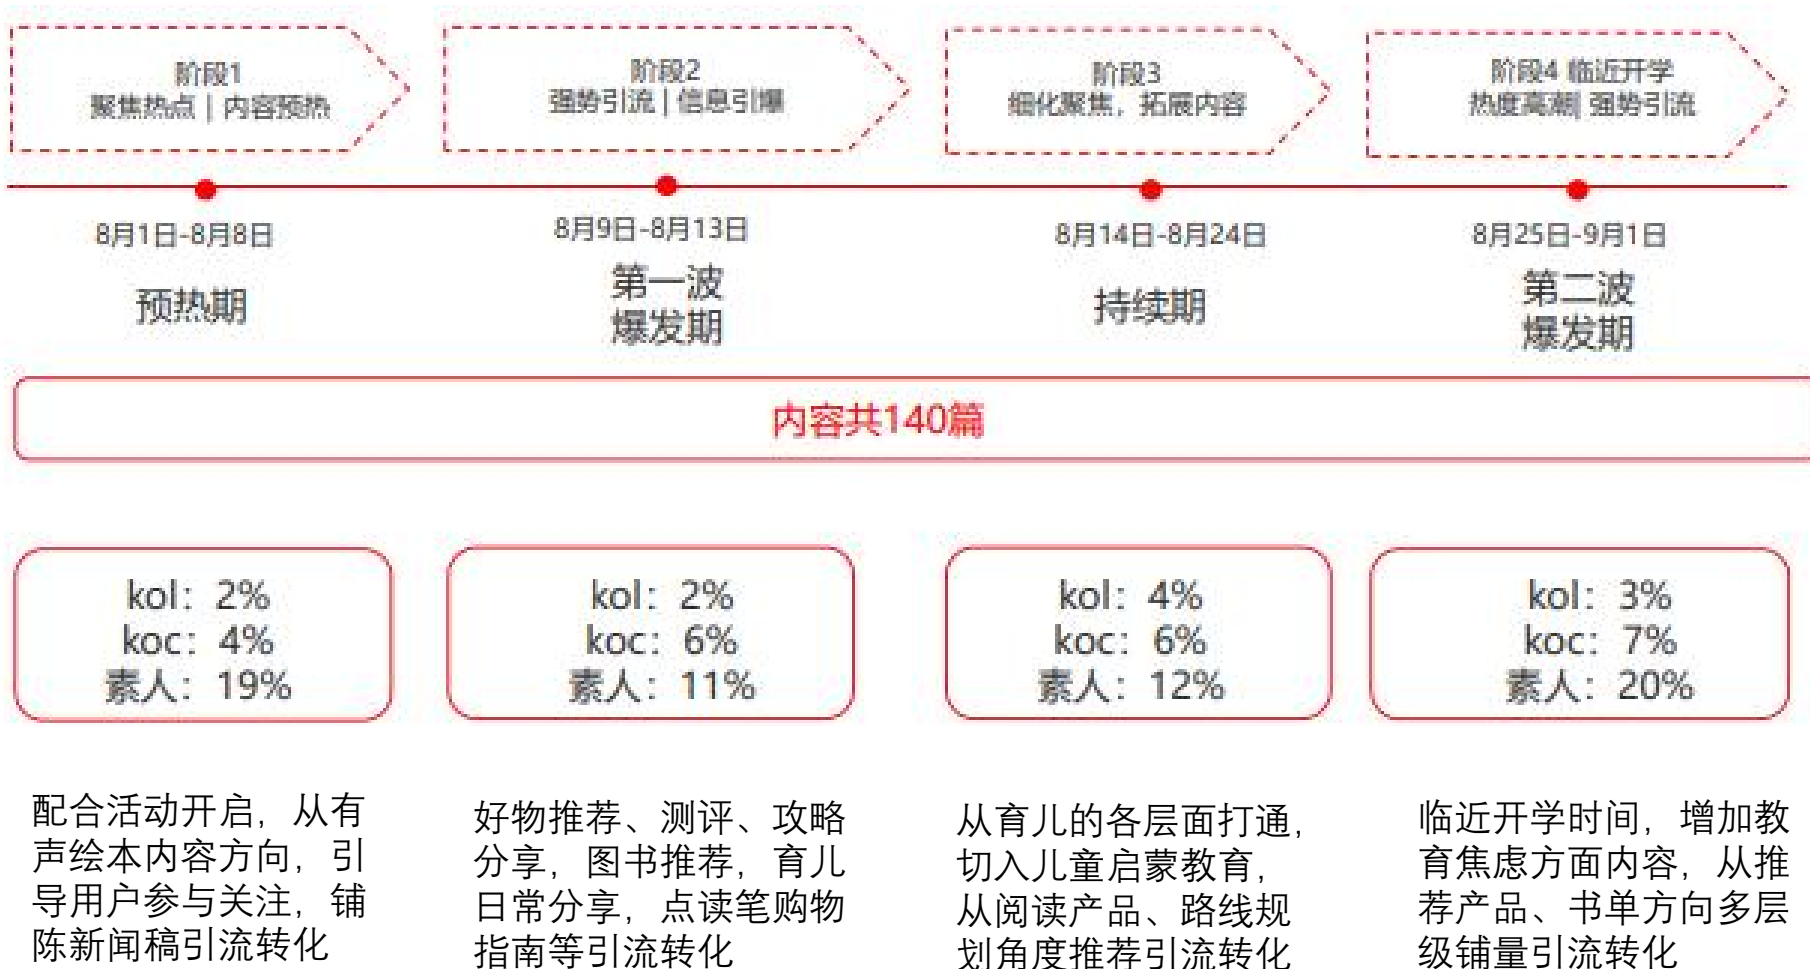 阶段1
聚焦热点 | 内容预热
阶段2
强势引流 | 信息引爆
阶段3
细化聚焦，拓展内容
阶段4 临近开学
热度高潮| 强势引流
8月1日-8月8日
8月9日-8月13日
8月14日-8月24日
8月25日-9月1日
预热期
第一波
爆发期
持续期
第二波
爆发期
内容共140篇
kol：2%
koc：4%
素人：19%
kol：2%
koc：6%
素人：11%
kol：4%
koc：6%
素人：12%
kol：3%
koc：7%
素人：20%
配合活动开启，从有
声绘本内容方向，引
导用户参与关注，铺
陈新闻稿引流转化
好物推荐、测评、攻略
分享，图书推荐，育儿
日常分享，点读笔购物
指南等引流转化
从育儿的各层面打通，
切入儿童启蒙教育，
从阅读产品、路线规
划角度推荐引流转化
临近开学时间，增加教
育焦虑方面内容，从推
荐产品、书单方向多层
级铺量引流转化